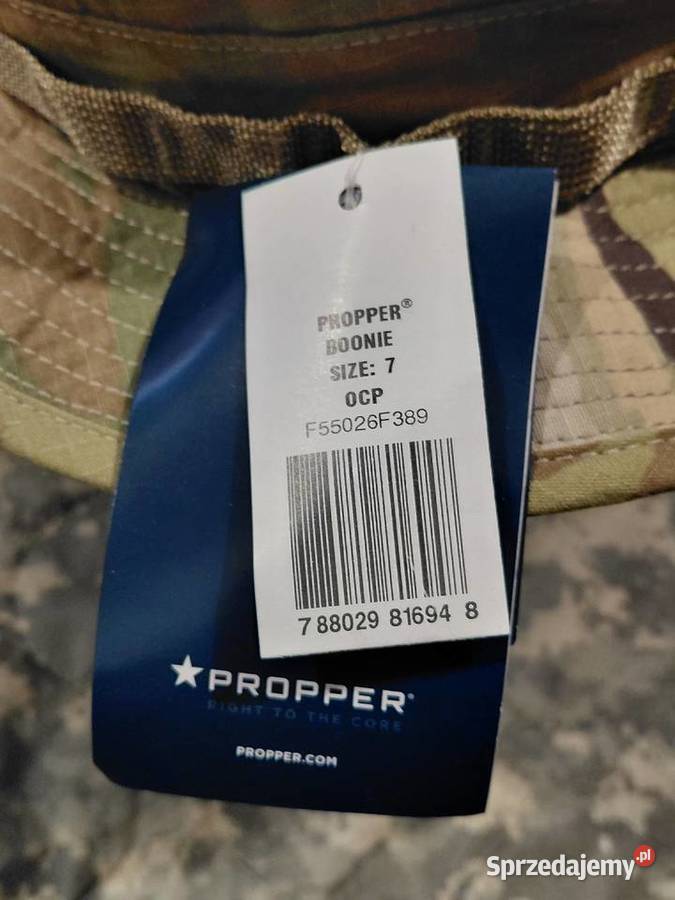 PROPPER®
BOONIE
SIZE: 7
OCP
F55026F389
7 88029 81694 8
PROPPER
RIGHT TO THE CORE
PROPPER.COM
Sprzedajemy.pl